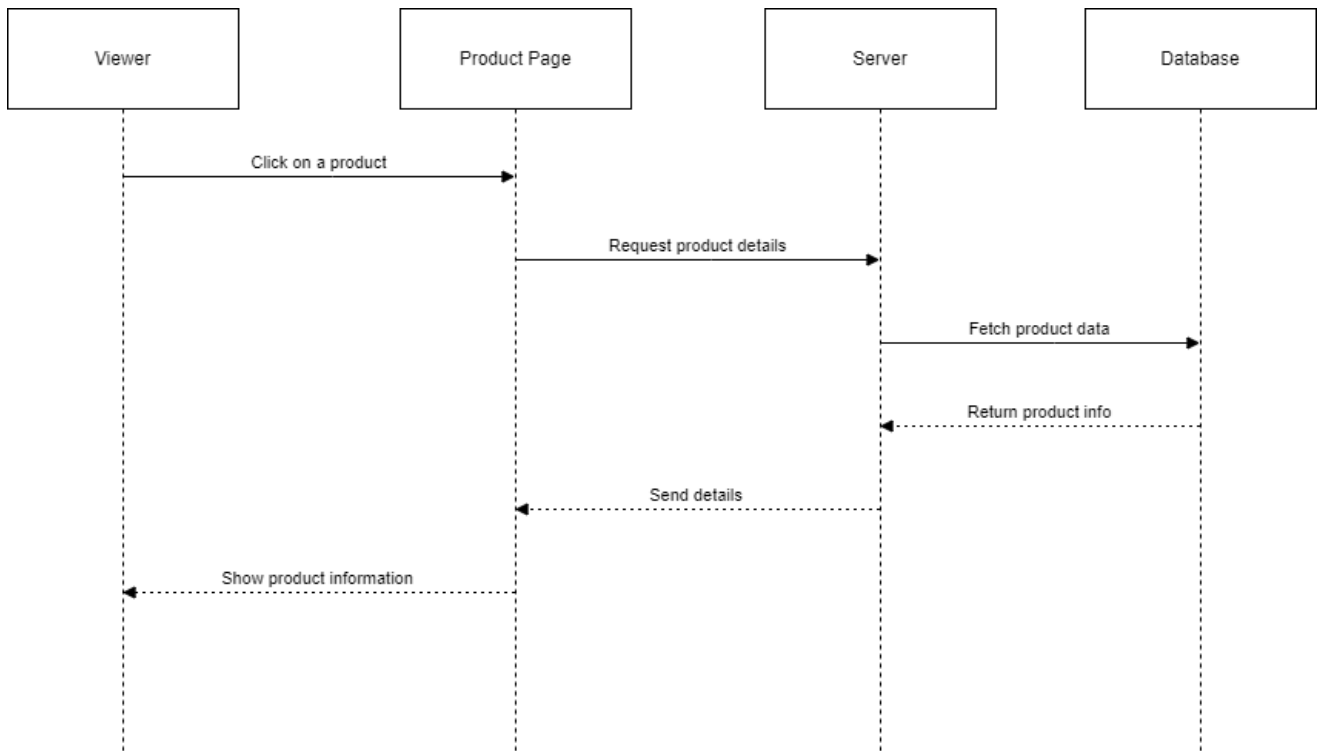 Viewer
Product Page
Server
Database
Click on a product
Request product details
Fetch product data
Return product info
Send details
Show product information